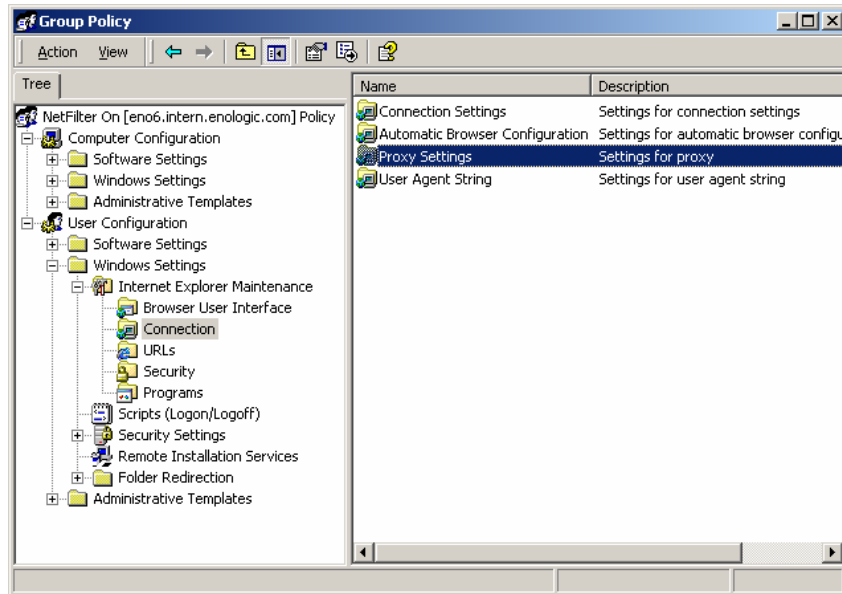 Group Policy
Action View
Tree
NetFilter On [eno6.intern.enologic.com] Policy
Computer Configuration
Software Settings
Windows Settings
Administrative Templates
User Configuration
Software Settings
Windows Settings
Internet Explorer Maintenance
Browser User Interface
Connection
URLs
Security
Programs
Scripts (Logon/Logoff)
Security Settings
Remote Installation Services
Folder Redirection
Administrative Templates
Name Description
Connection Settings Settings for connection settings
Automatic Browser Configuration Settings for automatic browser configu
Proxy Settings Settings for proxy
User Agent String Settings for user agent string